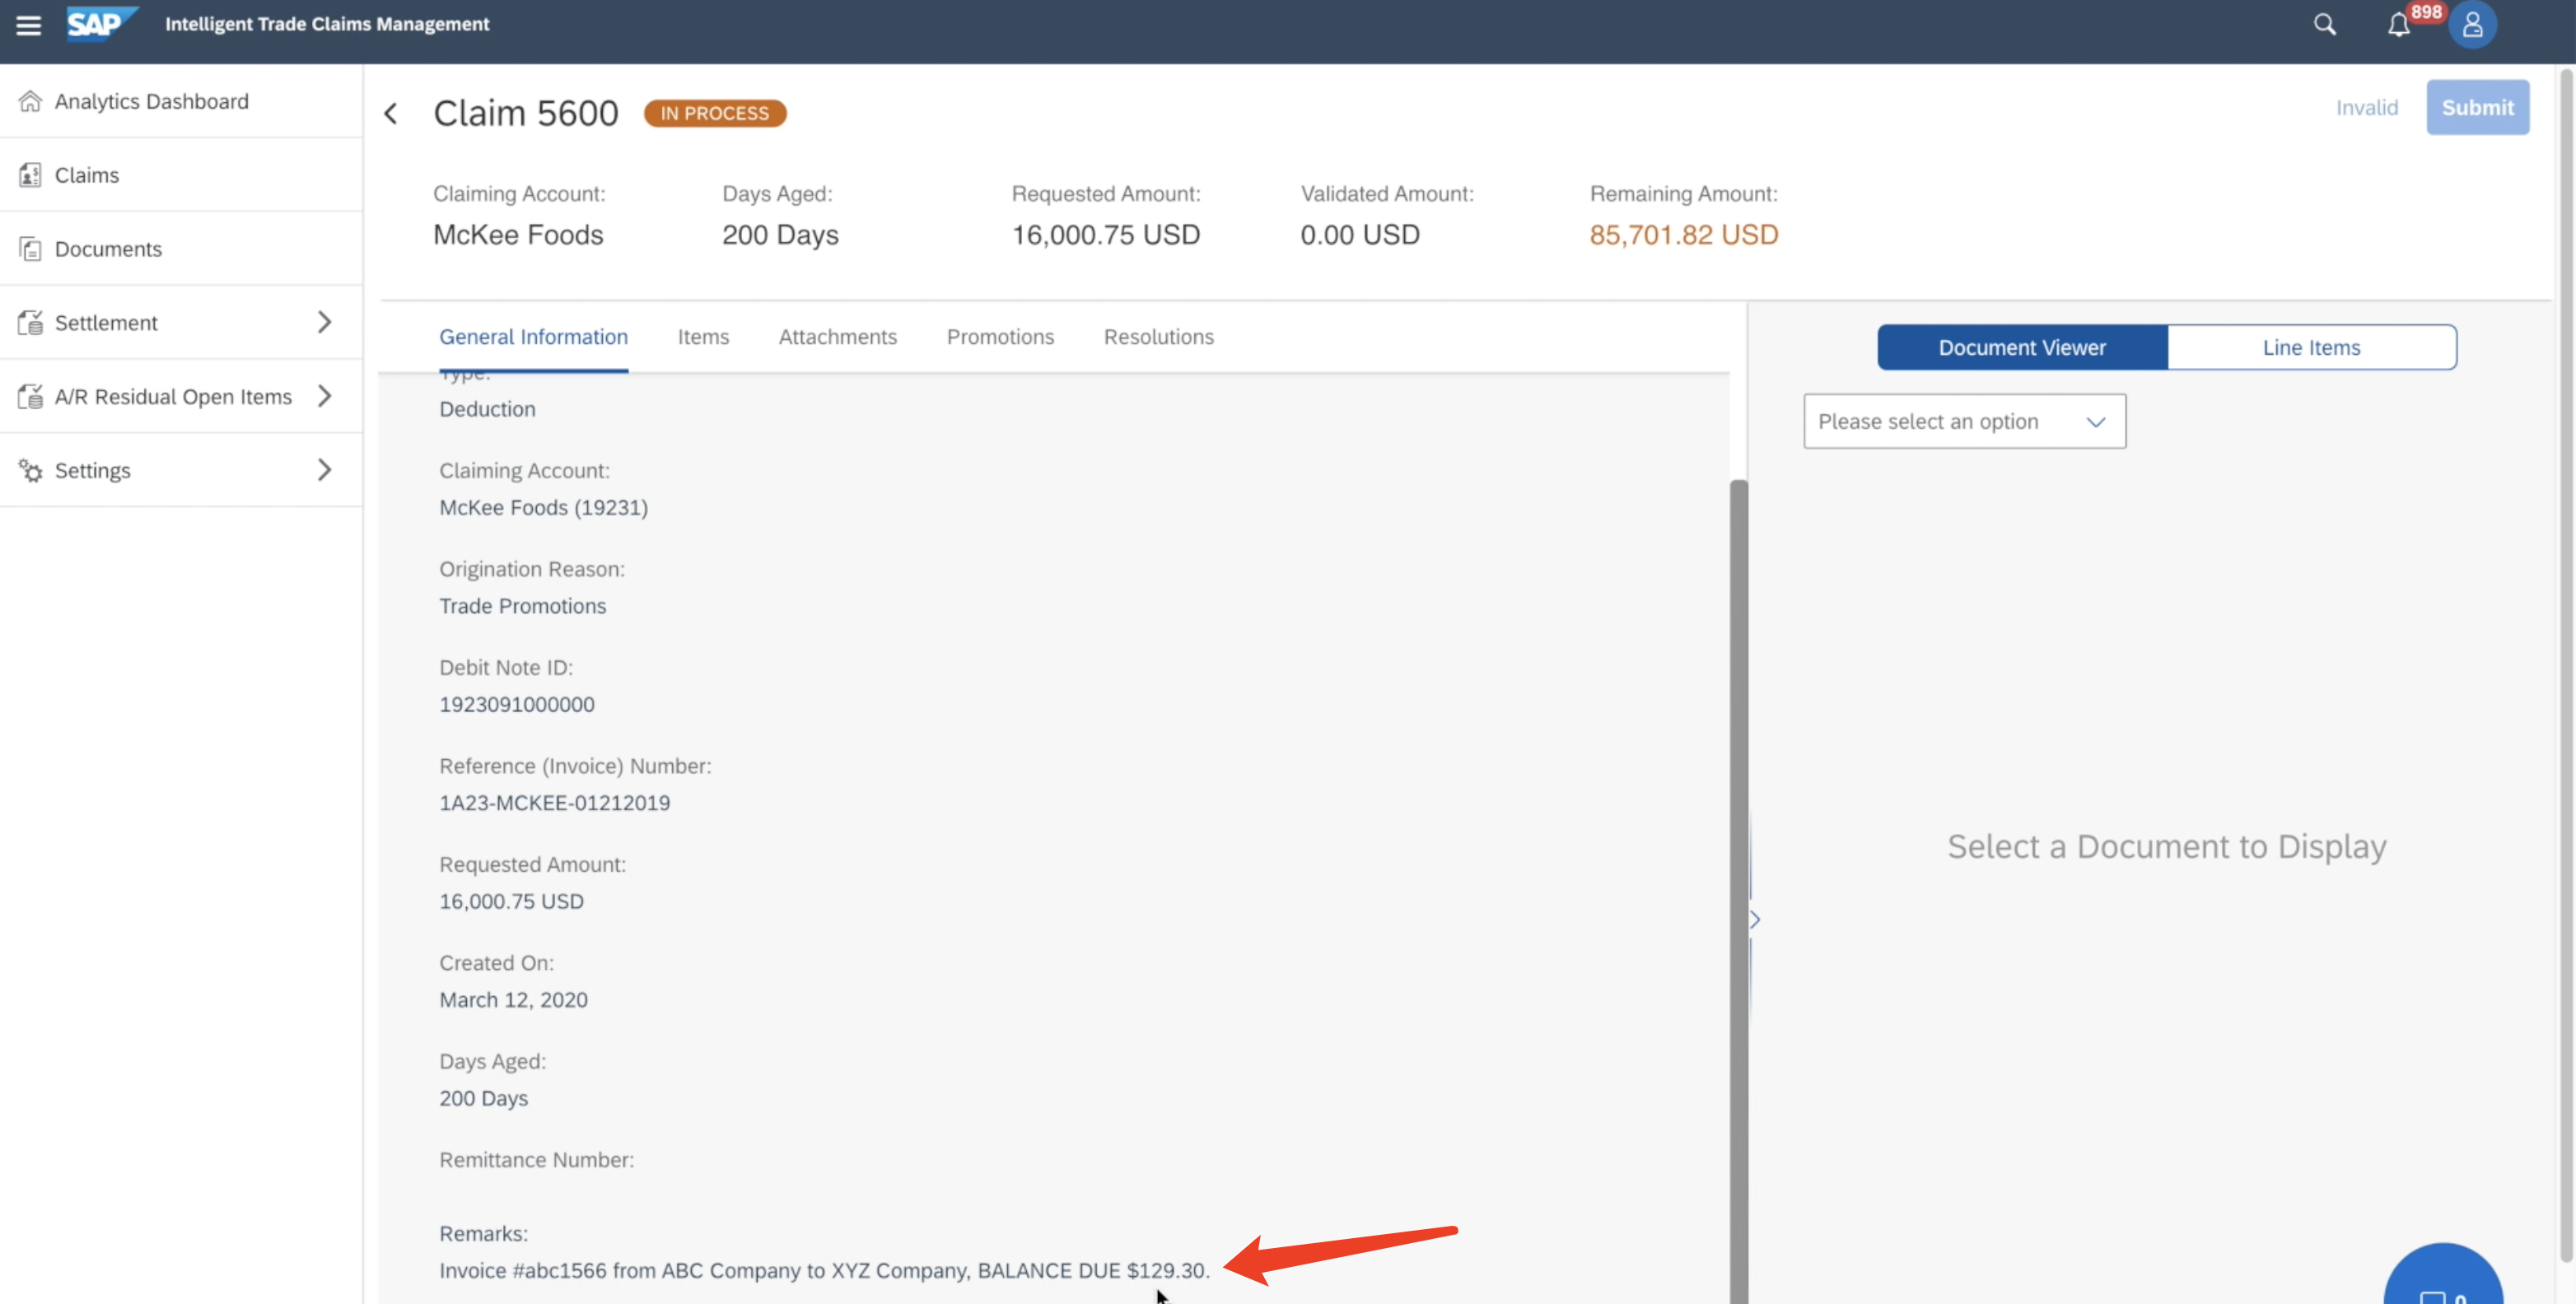 SAP Intelligent Trade Claims Management
898
Analytics Dashboard
Claims
Documents
Settlement
A/R Residual Open Items
Settings
Claim 5600 IN PROCESS
Invalid Submit
Claiming Account: Days Aged: Requested Amount: Validated Amount: Remaining Amount:
McKee Foods 200 Days 16,000.75 USD 0.00 USD 85,701.82 USD
General Information Items Attachments Promotions Resolutions
Type:
Deduction
Claiming Account:
McKee Foods (19231)
Origination Reason:
Trade Promotions
Debit Note ID:
1923091000000
Reference (Invoice) Number:
1A23-MCKEE-01212019
Requested Amount:
16,000.75 USD
Created On:
March 12, 2020
Days Aged:
200 Days
Remittance Number:
Remarks:
Invoice #abc1566 from ABC Company to XYZ Company, BALANCE DUE $129.30.
Document Viewer Line Items
Please select an option
Select a Document to Display